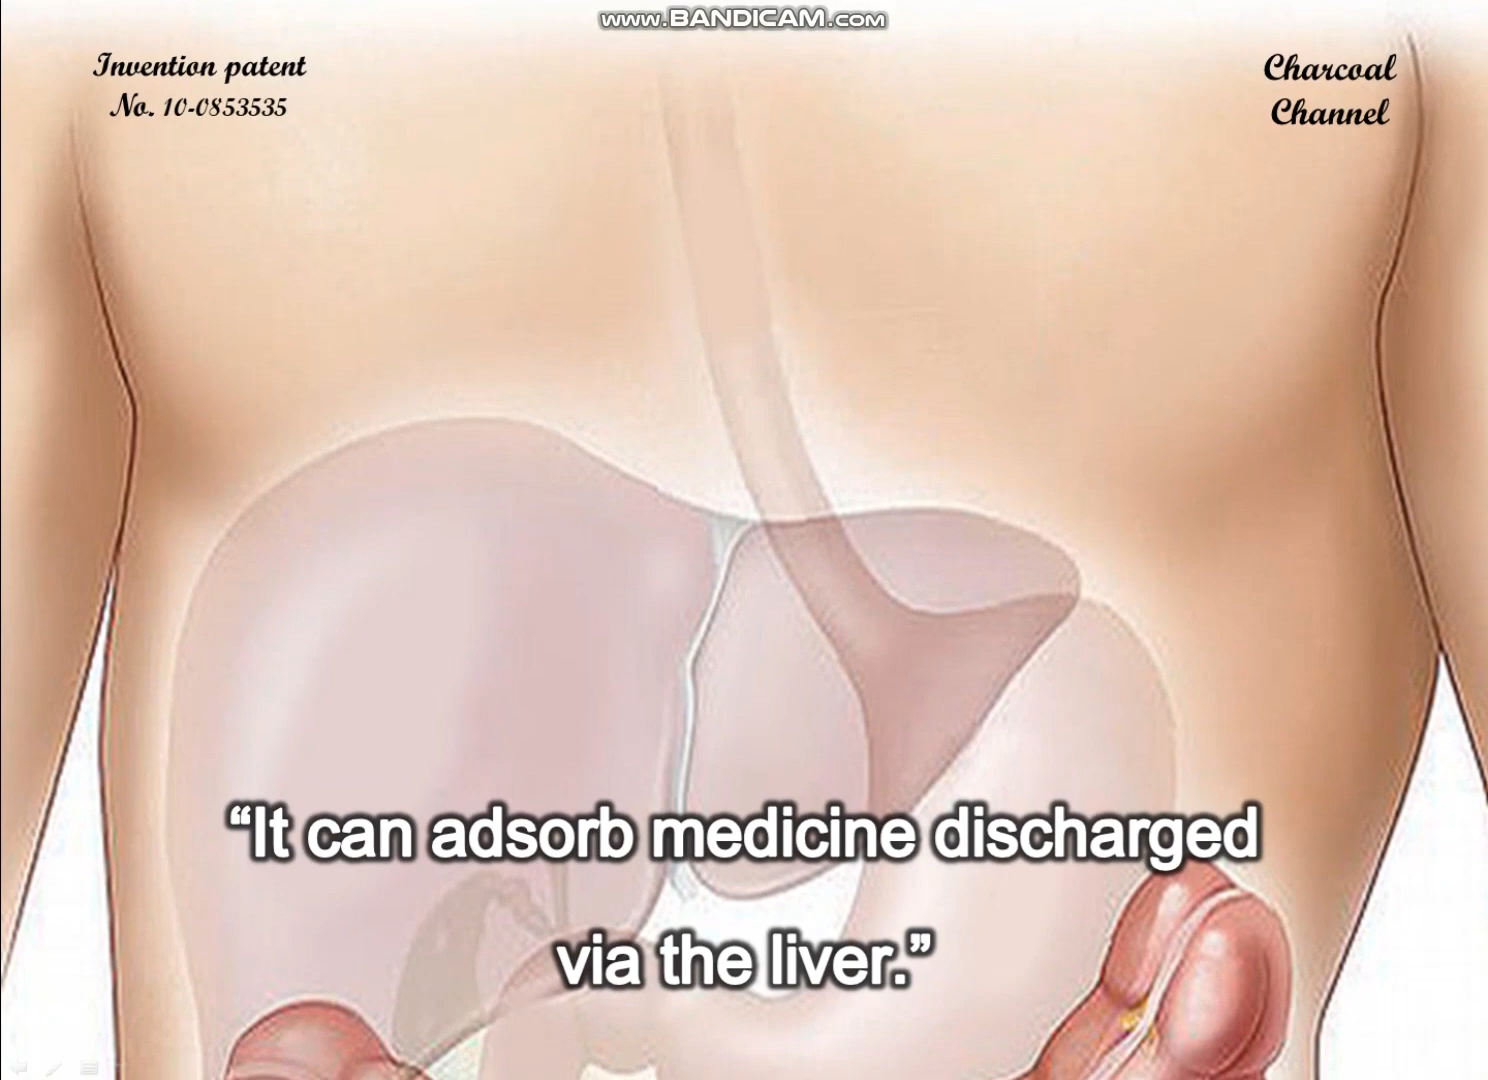 www.BANDICAM.com
Invention patent
No. 10-0853535
Charcoal
Channel
“It can adsorb medicine discharged
via the liver.”